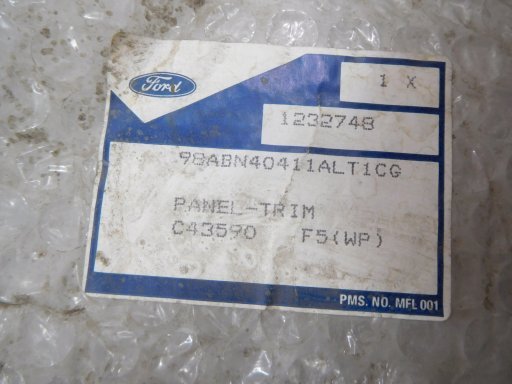 Ford
1 X
1232748
98ABN40411ALT1CG
PANEL-TRIM
C43590 F5(WP)
PMS. NO. MFL 001